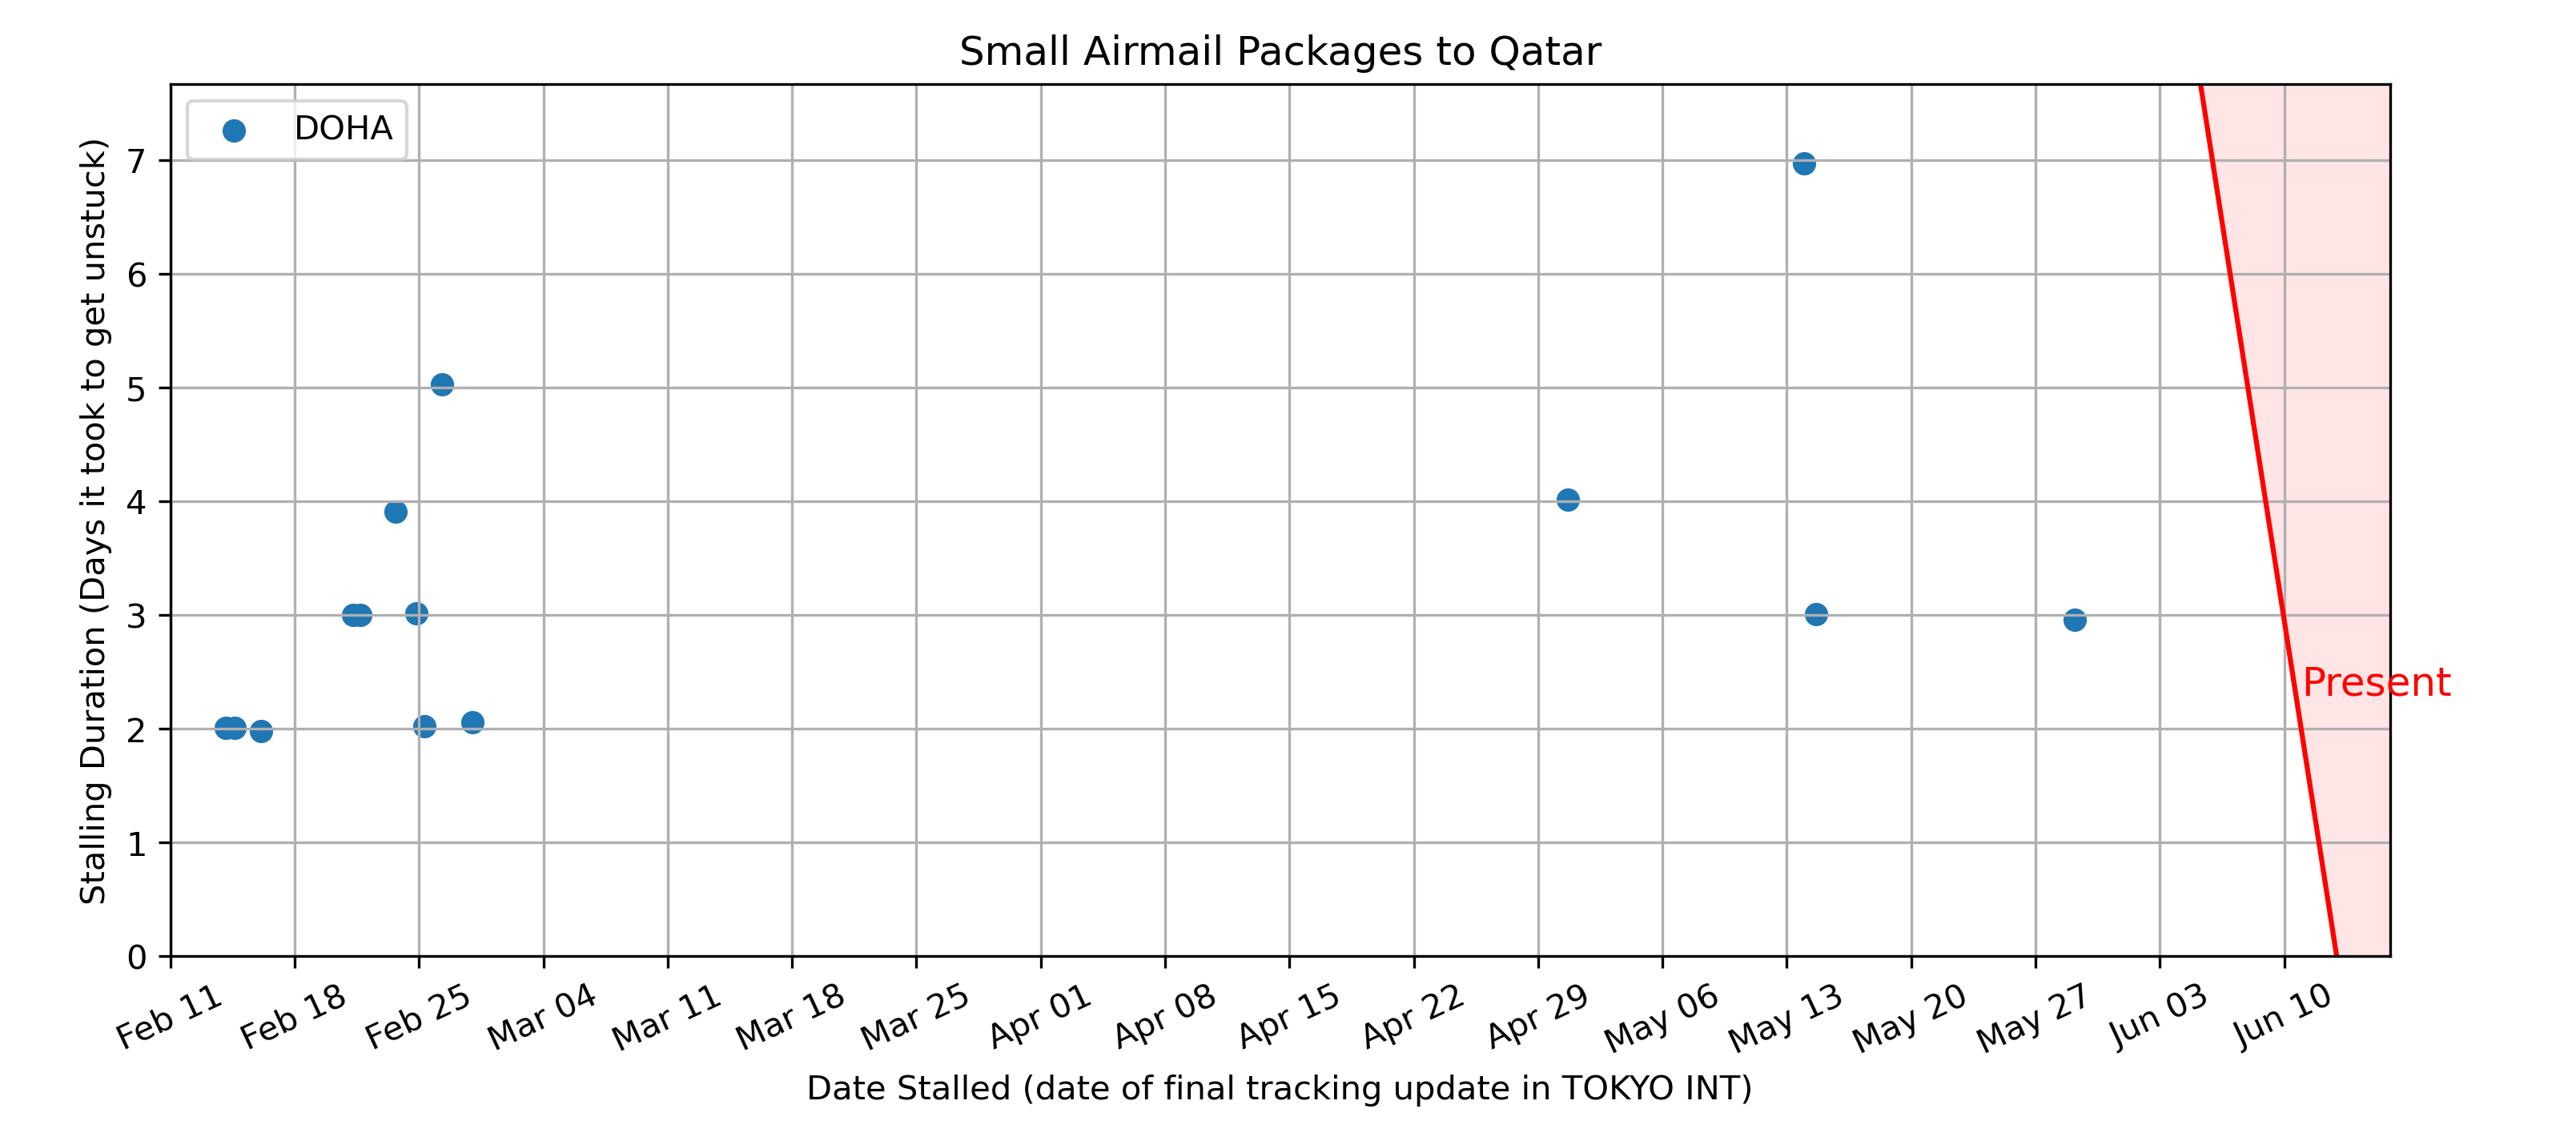 Small Airmail Packages to Qatar
DOHA
Stalling Duration (Days it took to get unstuck)
7
6
5
4
3
2
1
0
Present
Feb 11
Feb 18
Feb 25
Mar 04
Mar 11
Mar 18
Mar 25
Apr 01
Apr 08
Apr 15
Apr 22
Apr 29
May 06
May 13
May 20
May 27
Jun 03
Jun 10
Date Stalled (date of final tracking update in TOKYO INT)